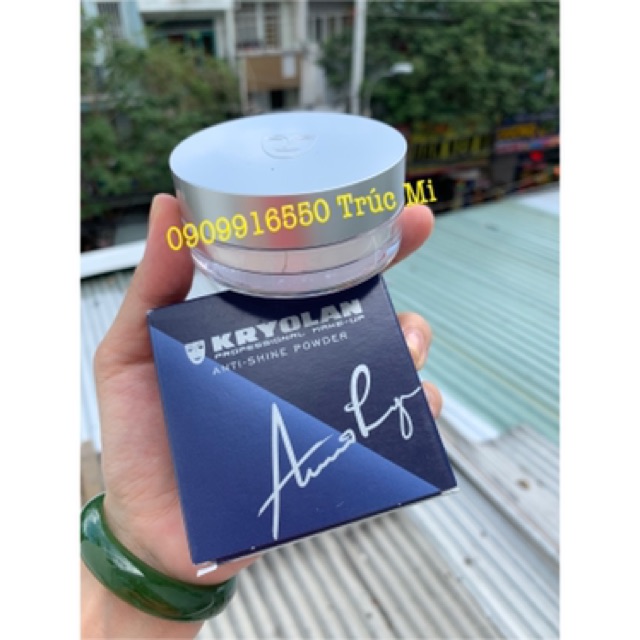 0909916550 Trúc Mi
KRYOLAN
PROFESSIONAL MAKE-UP
ANTI-SHINE POWDER